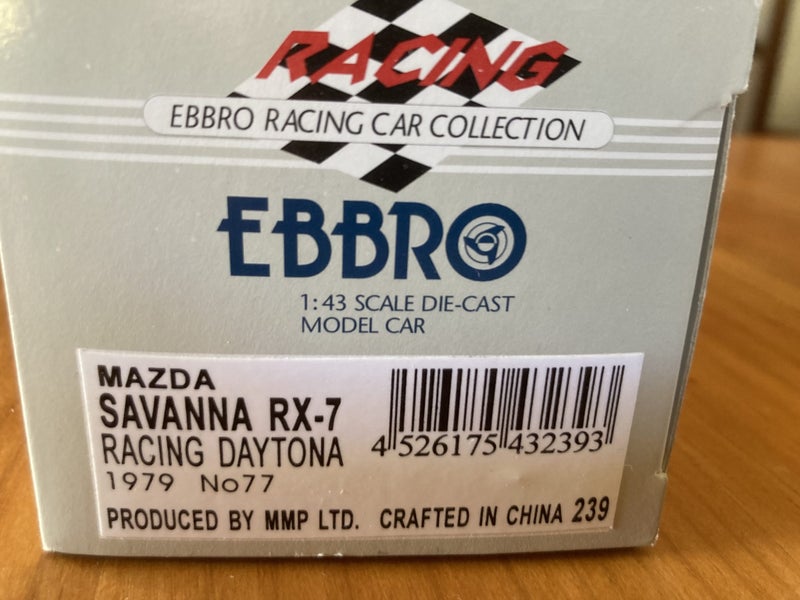 RACING
EBBRO RACING CAR COLLECTION
EBBRO
1:43 SCALE DIE-CAST
MODEL CAR
MAZDA
SAVANNA RX-7
RACING DAYTONA
1979 No77
4 526175 432393
PRODUCED BY MMP LTD. CRAFTED IN CHINA 239